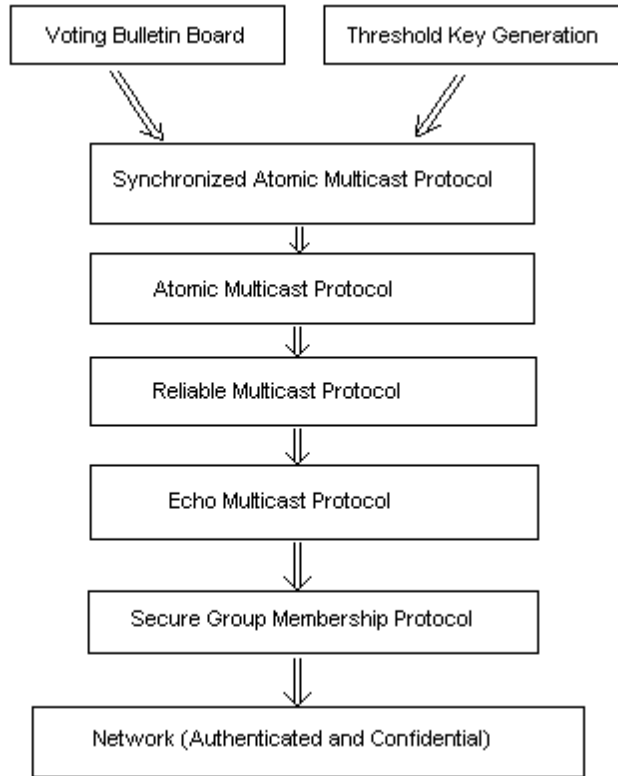 Voting Bulletin Board
Threshold Key Generation
Synchronized Atomic Multicast Protocol
Atomic Multicast Protocol
Reliable Multicast Protocol
Echo Multicast Protocol
Secure Group Membership Protocol
Network (Authenticated and Confidential)